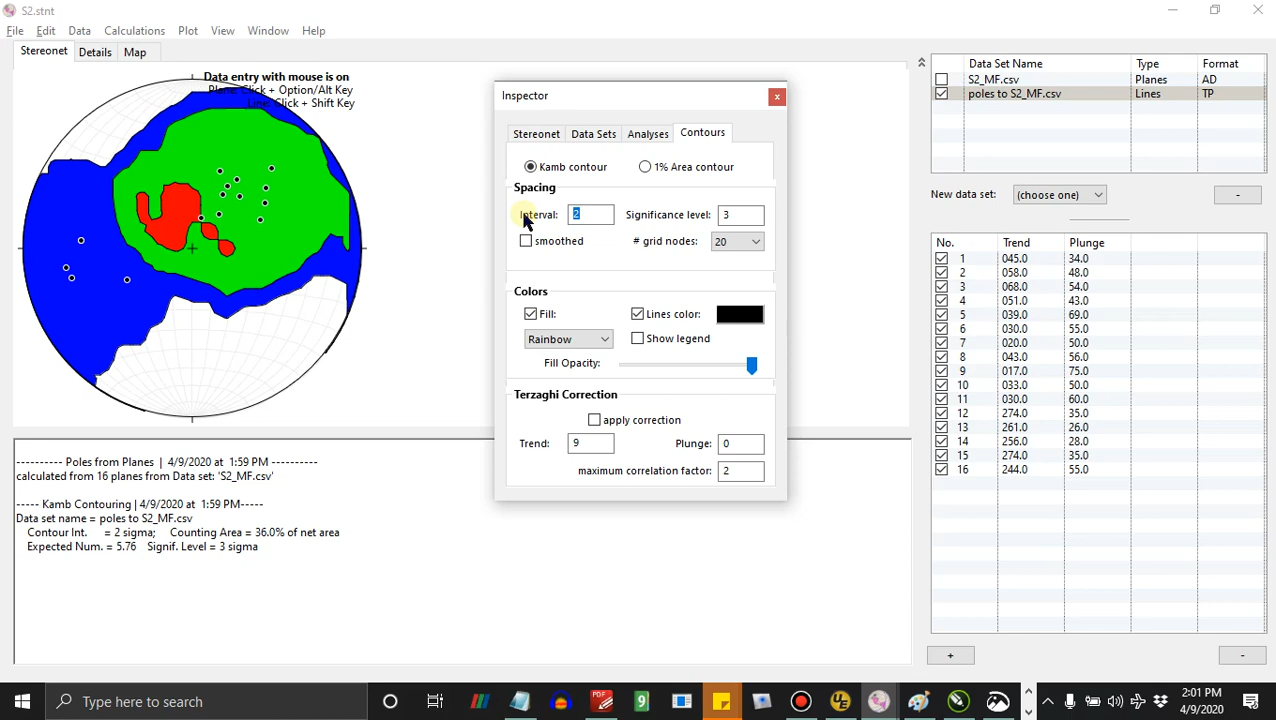 S2.stnt
File Edit Data Calculations Plot View Window Help
Stereonet Details Map
Data entry with mouse is on
Plane: Click + Option/Alt Key
Line: Click + Shift Key
Inspector
x
Stereonet Data Sets Analyses Contours
Kamb contour 1% Area contour
Spacing
Interval: 2 Significance level: 3
smoothed # grid nodes: 20
Colors
Fill: Lines color:
Rainbow Show legend
Fill Opacity:
Terzaghi Correction
apply correction
Trend: 9 Plunge: 0
maximum correlation factor: 2
Data Set Name Type Format
S2_MF.csv Planes AD
poles to S2_MF.csv Lines TP
New data set: (choose one) -
No. Trend Plunge
1 045.0 34.0
2 058.0 48.0
3 068.0 54.0
4 051.0 43.0
5 039.0 69.0
6 030.0 55.0
7 020.0 50.0
8 043.0 56.0
9 017.0 75.0
10 033.0 50.0
11 030.0 60.0
12 274.0 35.0
13 261.0 26.0
14 256.0 28.0
15 274.0 35.0
16 244.0 55.0
+ -
---------- Poles from Planes | 4/9/2020 at 1:59 PM ----------
calculated from 16 planes from Data set: 'S2_MF.csv'
----- Kamb Contouring | 4/9/2020 at 1:59 PM-----
Data set name = poles to S2_MF.csv
Contour Int. = 2 sigma; Counting Area = 36.0% of net area
Expected Num. = 5.76 Signif. Level = 3 sigma
Type here to search
PDF
9
2:01 PM
4/9/2020